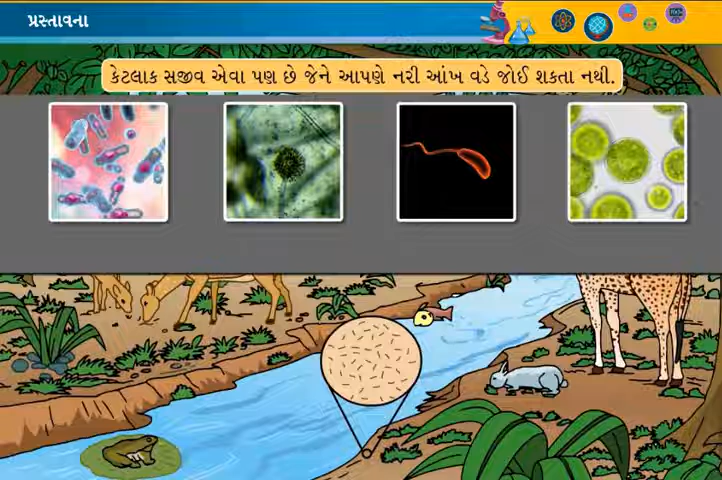 પ્રસ્તાવના
કેટલાક સજીવ એવા પણ છે જેને આપણે નરી આંખ વડે જોઈ શકતા નથી.